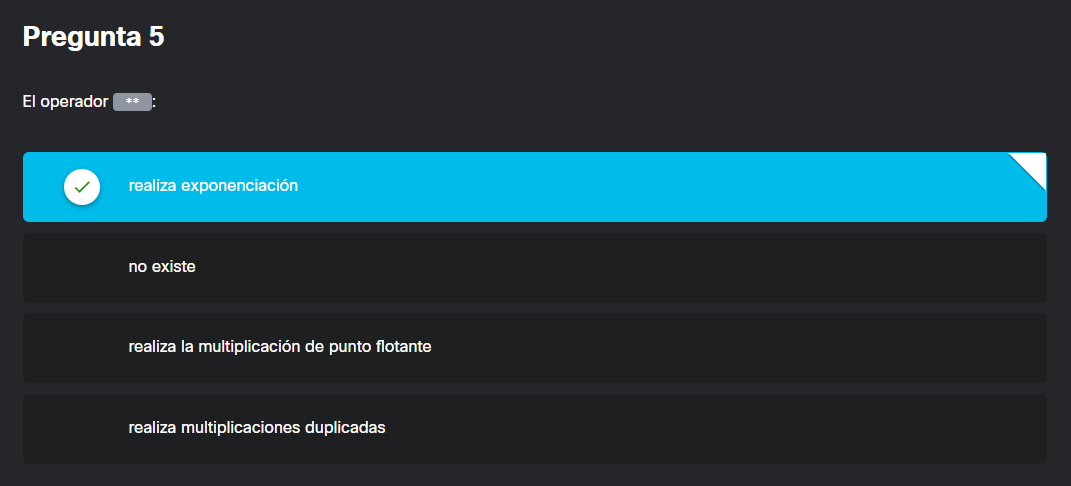 Pregunta 5
El operador ** :
realiza exponenciación
no existe
realiza la multiplicación de punto flotante
realiza multiplicaciones duplicadas